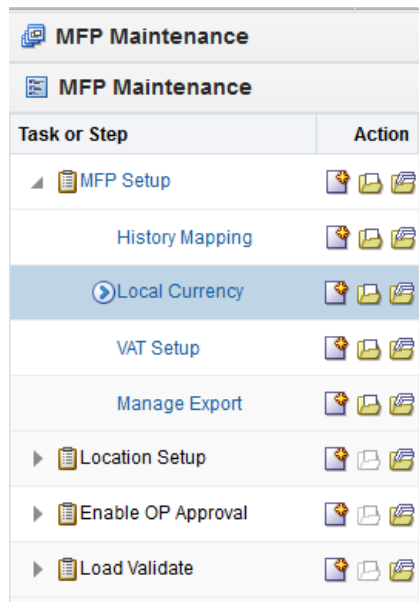 MFP Maintenance
MFP Maintenance
Task or Step Action
MFP Setup
History Mapping
Local Currency
VAT Setup
Manage Export
Location Setup
Enable OP Approval
Load Validate